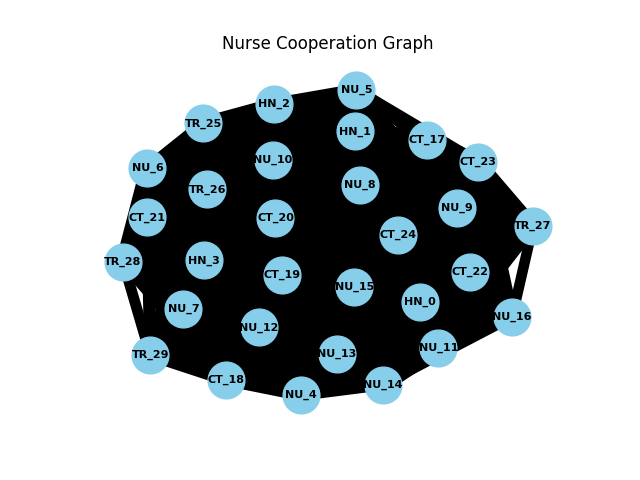 Nurse Cooperation Graph
NU_5
HN_2
TR_25
HN_1
CT_17
NU_10
CT_23
NU_6
NU_8
TR_26
NU_9
CT_21
CT_20
TR_27
CT_24
HN_3
TR_28
CT_22
CT_19
NU_15
HN_0
NU_7
NU_16
NU_12
NU_11
NU_13
TR_29
CT_18
NU_14
NU_4